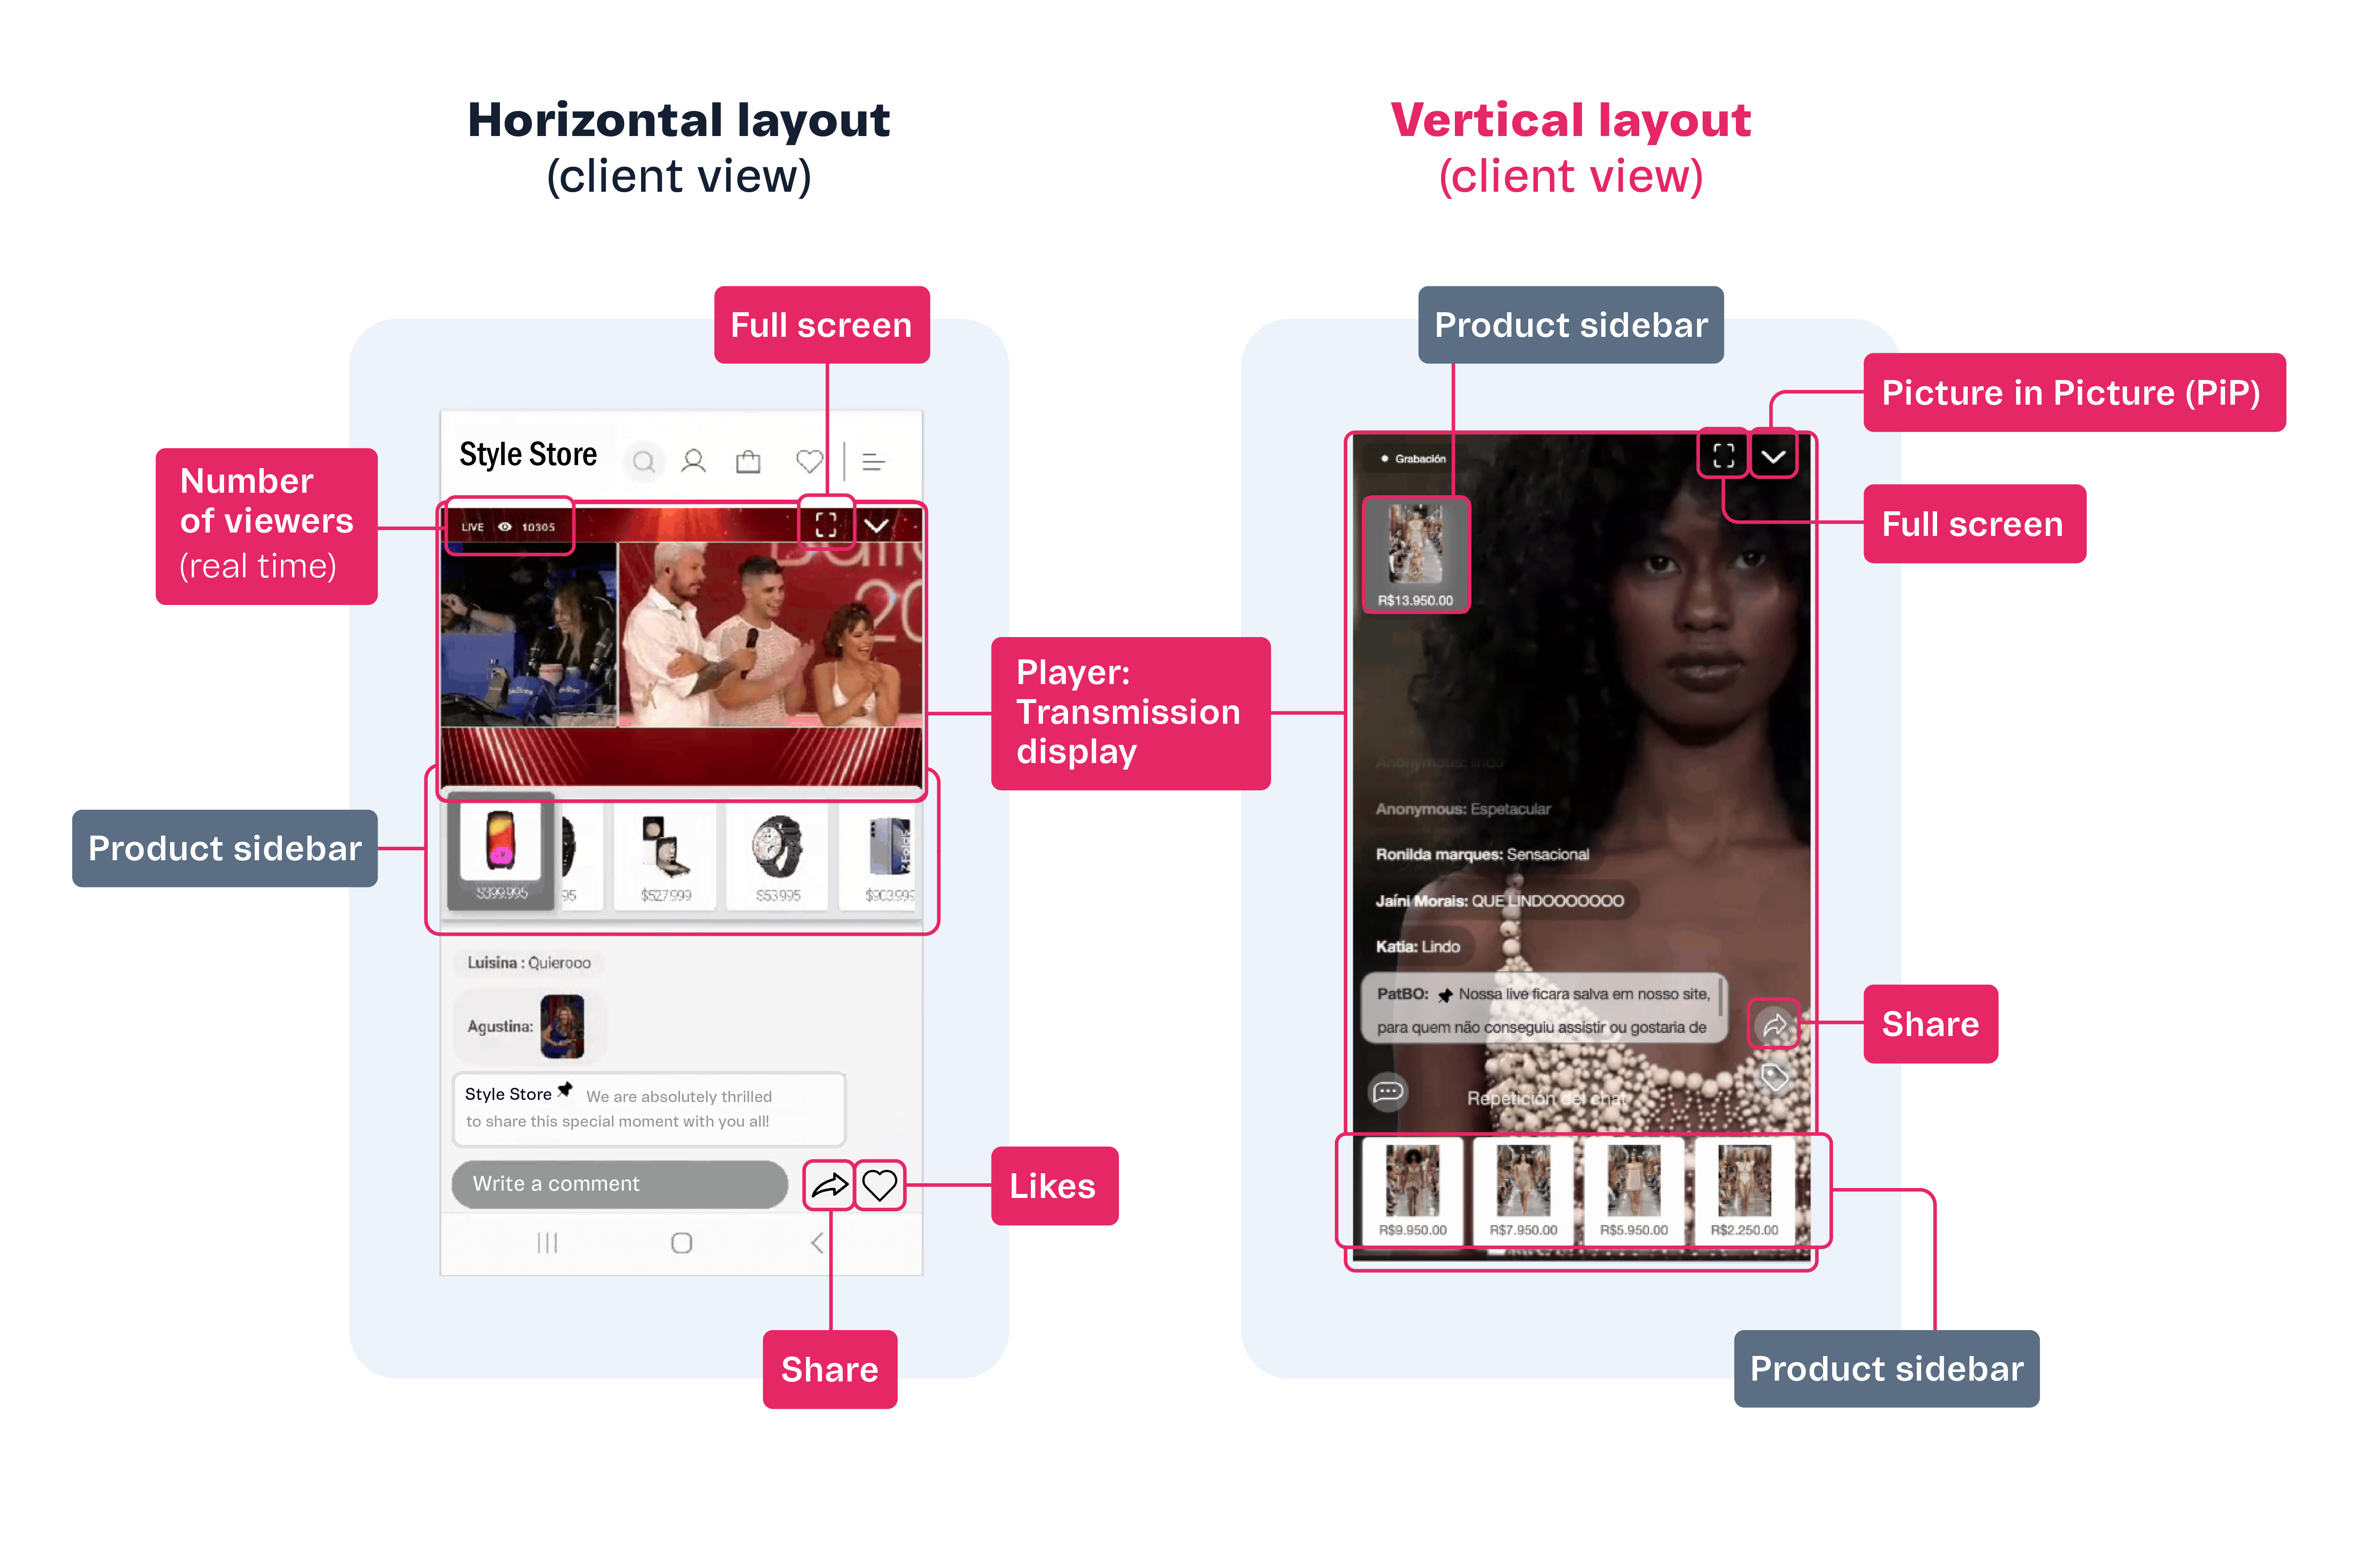 Horizontal layout
(client view)
Vertical layout
(client view)
Full screen
Product sidebar
Picture in Picture (PiP)
Full screen
Number
of viewers
(real time)
Style Store
LIVE 10305
20
Product sidebar
$399.995
95
$527.999
$53.995
Z Fold5
$903.999
Luisina : Quierooo
Agustina:
Style Store We are absolutely thrilled
to share this special moment with you all!
Write a comment
Likes
Share
Player:
Transmission
display
Grabación
R$13.950.00
Anonymous: lindo
Anonymous: Espetacular
Ronilda marques: Sensacional
Jaíni Morais: QUE LINDOOOOOOO
Katia: Lindo
PatBO: Nossa live ficara salva em nosso site,
para quem não conseguiu assistir ou gostaria de
Share
Repetición del chat
R$9.950.00
R$7.950.00
R$5.950.00
R$2.250.00
Product sidebar